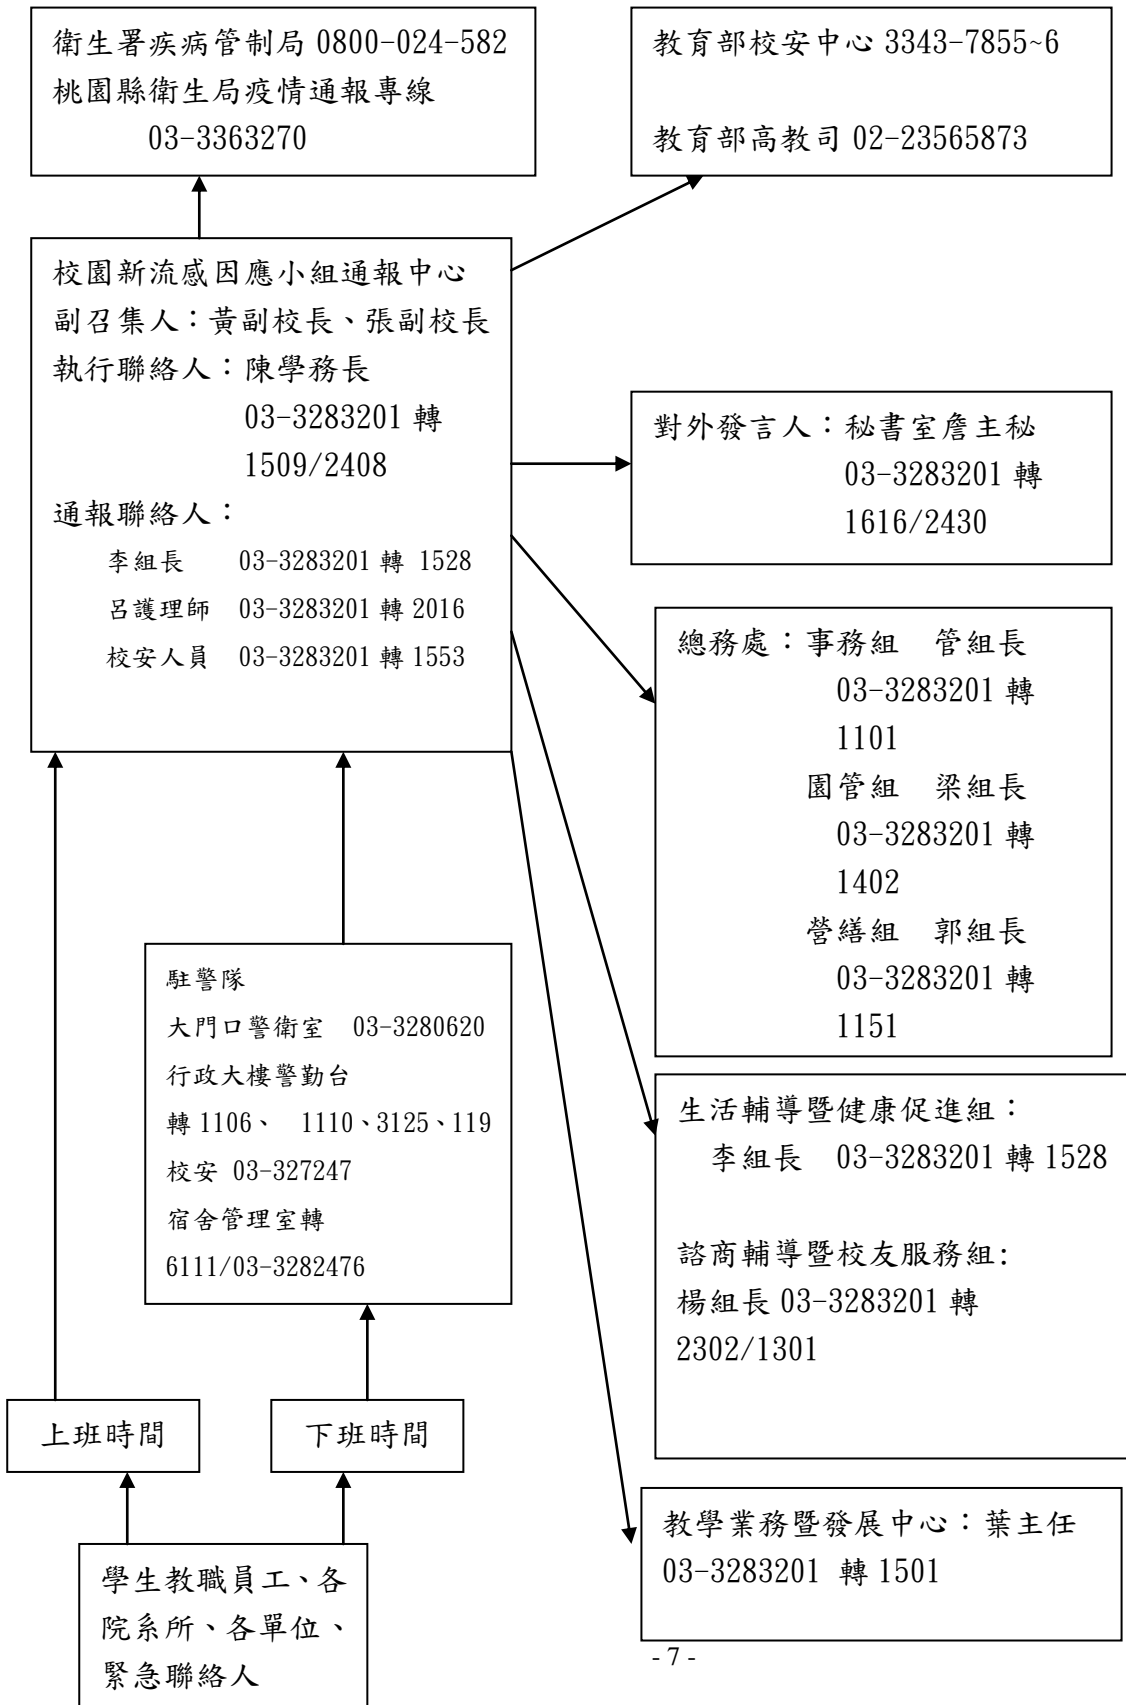 衛生署疾病管制局 0800-024-582
桃園縣衛生局疫情通報專線
03-3363270
教育部校安中心 3343-7855~6
教育部高教司 02-23565873
校園新流感因應小組通報中心
副召集人：黃副校長、張副校長
執行聯絡人：陳學務長
03-3283201 轉
1509/2408
通報聯絡人：
李組長 03-3283201 轉 1528
呂護理師 03-3283201 轉 2016
校安人員 03-3283201 轉 1553
對外發言人：秘書室詹主秘
03-3283201 轉
1616/2430
總務處：事務組 管組長
03-3283201 轉
1101
園管組 梁組長
03-3283201 轉
1402
營繕組 郭組長
03-3283201 轉
1151
駐警隊
大門口警衛室 03-3280620
行政大樓警勤台
轉 1106、 1110、3125、119
校安 03-327247
宿舍管理室轉
6111/03-3282476
生活輔導暨健康促進組：
李組長 03-3283201 轉 1528
諮商輔導暨校友服務組:
楊組長 03-3283201 轉
2302/1301
上班時間
下班時間
教學業務暨發展中心：葉主任
03-3283201 轉 1501
學生教職員工、各
院系所、各單位、
緊急聯絡人
- 7 -